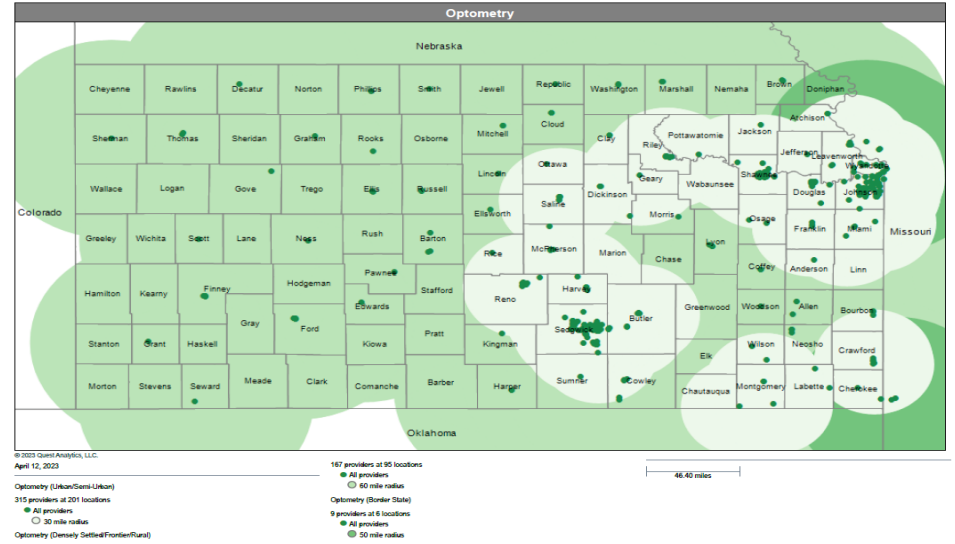 Optometry
Nebraska
Cheyenne Rawlins Decatur Norton Phillips Smith Jewell Republic Washington Marshall Nemaha Brown Doniphan
Atchison
Sherman Thomas Sheridan Graham Rooks Osborne Mitchell Cloud Clay Riley Pottawatomie Jackson
Jefferson Leavenworth
Ottawa Wyandotte
Wallace Logan Gove Trego Ellis Russell Lincoln Dickinson Geary Wabaunsee Shawnee Douglas Johnson
Saline
Colorado Ellsworth Morris Osage Franklin Miami Missouri
Greeley Wichita Scott Lane Ness Rush Barton Rice McPherson Marion Chase Lyon
Coffey Anderson Linn
Hamilton Kearny Finney Hodgeman Pawnee Stafford Reno Harvey
Edwards Greenwood Woodson Allen Bourbon
Gray Ford Sedgwick Butler
Stanton Grant Haskell Kiowa Pratt Kingman Elk Wilson Neosho Crawford
Morton Stevens Seward Meade Clark Comanche Barber Harper Sumner Cowley Chautauqua Montgomery Labette Cherokee
Oklahoma
© 2023 Quest Analytics, LLC.
April 12, 2023
Optometry (Urban/Semi-Urban)
315 providers at 201 locations
All providers
30 mile radius
Optometry (Densely Settled/Frontier/Rural)
167 providers at 95 locations
All providers
60 mile radius
Optometry (Border State)
9 providers at 6 locations
All providers
50 mile radius
46.40 miles